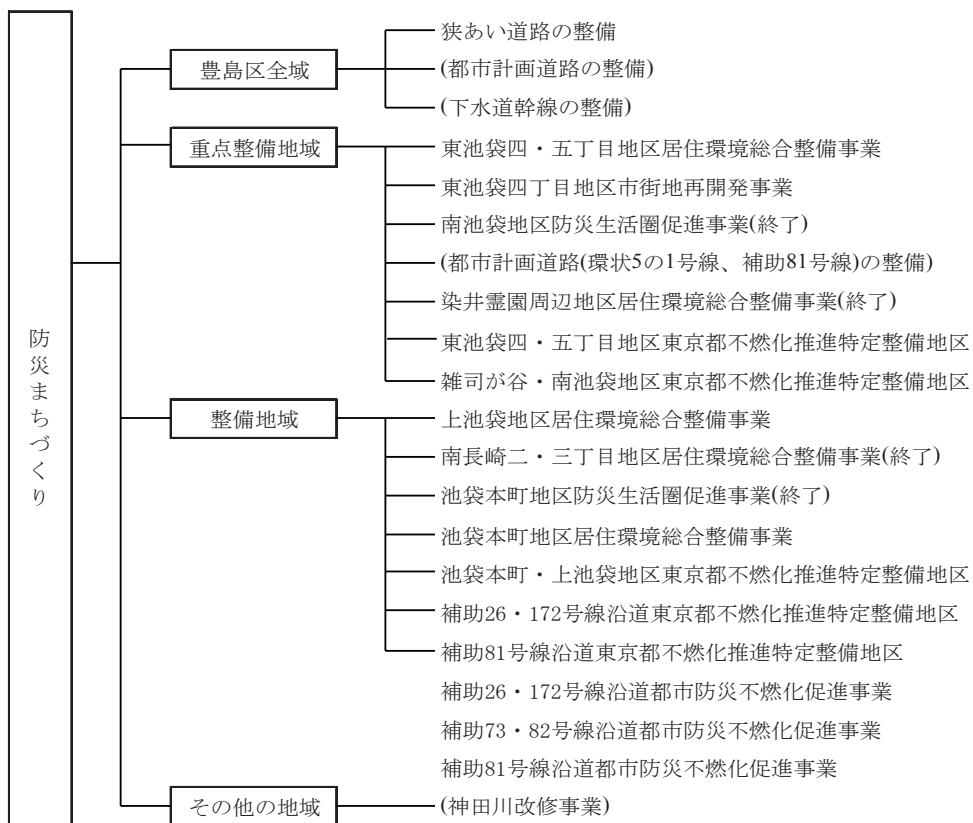 防災まちづくり
豊島区全域
狭あい道路の整備
(都市計画道路の整備)
(下水道幹線の整備)
重点整備地域
東池袋四・五丁目地区居住環境総合整備事業
東池袋四丁目地区市街地再開発事業
南池袋地区防災生活圏促進事業(終了)
(都市計画道路(環状5の1号線、補助81号線)の整備)
染井霊園周辺地区居住環境総合整備事業(終了)
東池袋四・五丁目地区東京都不燃化推進特定整備地区
雑司が谷・南池袋地区東京都不燃化推進特定整備地区
整備地域
上池袋地区居住環境総合整備事業
南長崎二・三丁目地区居住環境総合整備事業(終了)
池袋本町地区防災生活圏促進事業(終了)
池袋本町地区居住環境総合整備事業
池袋本町・上池袋地区東京都不燃化推進特定整備地区
補助26・172号線沿道東京都不燃化推進特定整備地区
補助81号線沿道東京都不燃化推進特定整備地区
補助26・172号線沿道都市防災不燃化促進事業
補助73・82号線沿道都市防災不燃化促進事業
補助81号線沿道都市防災不燃化促進事業
その他の地域
(神田川改修事業)